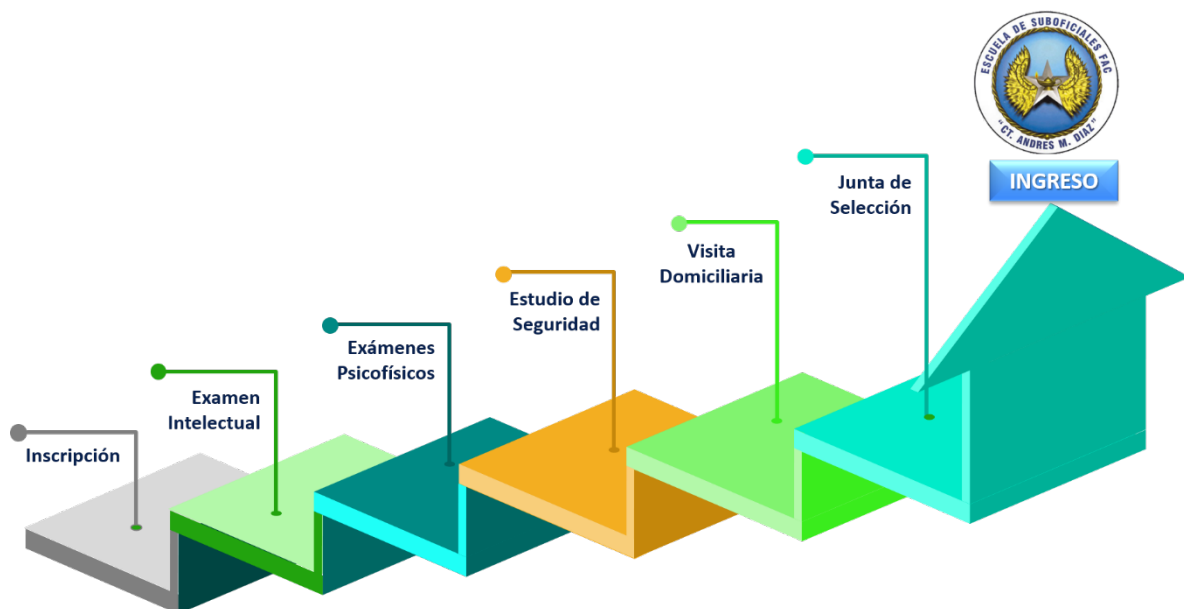 ESCUELA DE SUBOFICIALES FAC
"CT. ANDRES M. DIAZ"
INGRESO
Junta de
Selección
Visita
Domiciliaria
Estudio de
Seguridad
Exámenes
Psicofísicos
Examen
Intelectual
Inscripción